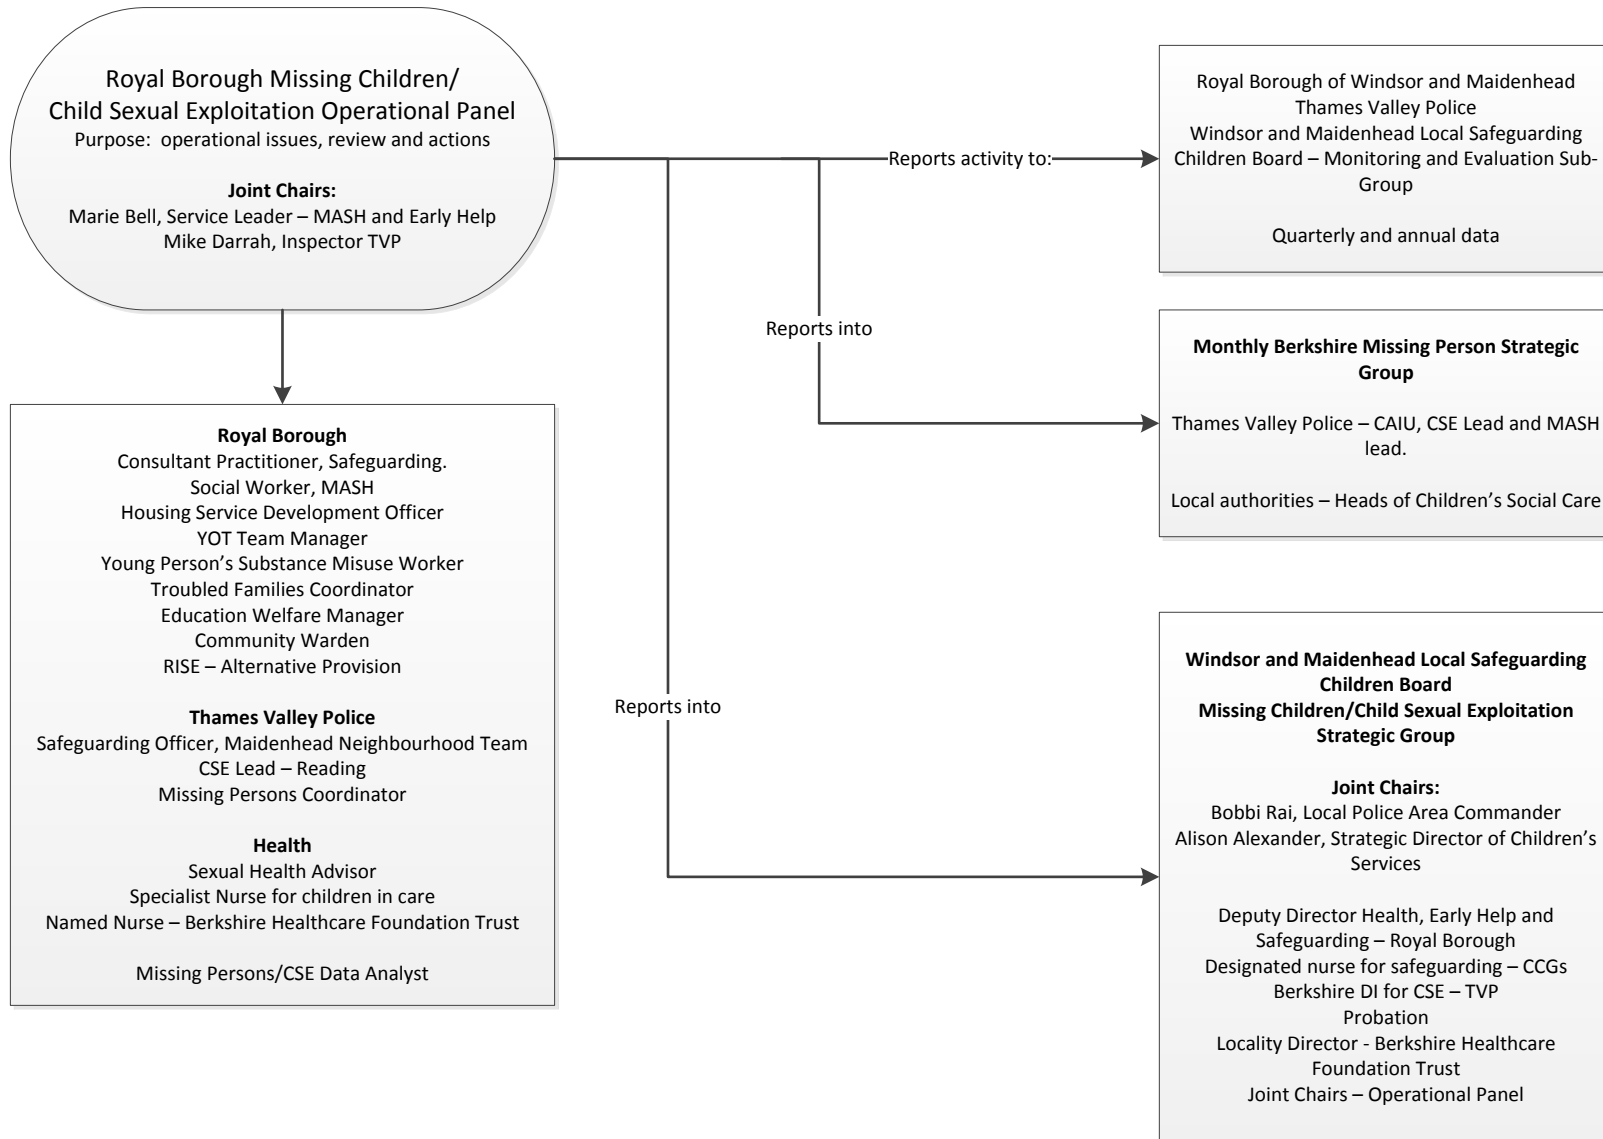 Royal Borough Missing Children/
Child Sexual Exploitation Operational Panel
Purpose:  operational issues, review and actions
Joint Chairs:
Marie Bell, Service Leader – MASH and Early Help
Mike Darrah, Inspector TVP
Reports activity to:
Royal Borough of Windsor and Maidenhead
Thames Valley Police
Windsor and Maidenhead Local Safeguarding
Children Board – Monitoring and Evaluation Sub-
Group
Quarterly and annual data
Reports into
Monthly Berkshire Missing Person Strategic
Group
Thames Valley Police – CAIU, CSE Lead and MASH
lead.
Local authorities – Heads of Children’s Social Care
Royal Borough
Consultant Practitioner, Safeguarding.
Social Worker, MASH
Housing Service Development Officer
YOT Team Manager
Young Person’s Substance Misuse Worker
Troubled Families Coordinator
Education Welfare Manager
Community Warden
RISE – Alternative Provision
Thames Valley Police
Safeguarding Officer, Maidenhead Neighbourhood Team
CSE Lead – Reading
Missing Persons Coordinator
Health
Sexual Health Advisor
Specialist Nurse for children in care
Named Nurse – Berkshire Healthcare Foundation Trust
Missing Persons/CSE Data Analyst
Reports into
Windsor and Maidenhead Local Safeguarding
Children Board
Missing Children/Child Sexual Exploitation
Strategic Group
Joint Chairs:
Bobbi Rai, Local Police Area Commander
Alison Alexander, Strategic Director of Children’s
Services
Deputy Director Health, Early Help and
Safeguarding – Royal Borough
Designated nurse for safeguarding – CCGs
Berkshire DI for CSE – TVP
Probation
Locality Director - Berkshire Healthcare
Foundation Trust
Joint Chairs – Operational Panel